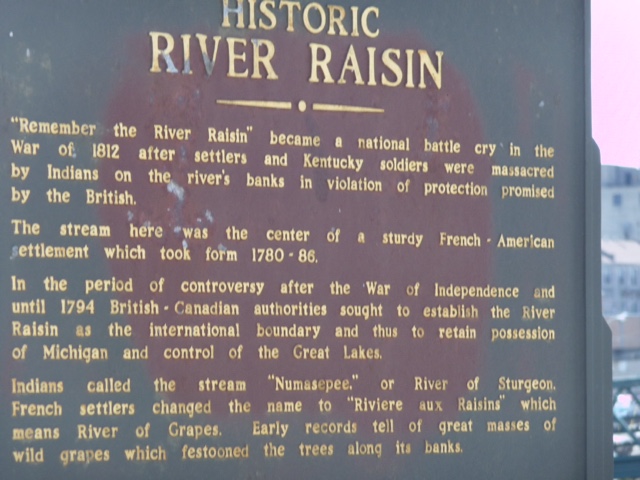 HISTORIC
RIVER RAISIN
"Remember the River Raisin" became a national battle cry in the
War of 1812 after settlers and Kentucky soldiers were massacred
by Indians on the river's banks in violation of protection promised
by the British.
The stream here was the center of a sturdy French-American
settlement which took form 1780-86.
In the period of controversy after the War of Independence and
until 1794 British-Canadian authorities sought to establish the River
Raisin as the international boundary and thus to retain possession
of Michigan and control of the Great Lakes.
Indians called the stream "Numasepee," or River of Sturgeon.
French settlers changed the name to "Riviere aux Raisins" which
means River of Grapes. Early records tell of great masses of
wild grapes which festooned the trees along its banks.